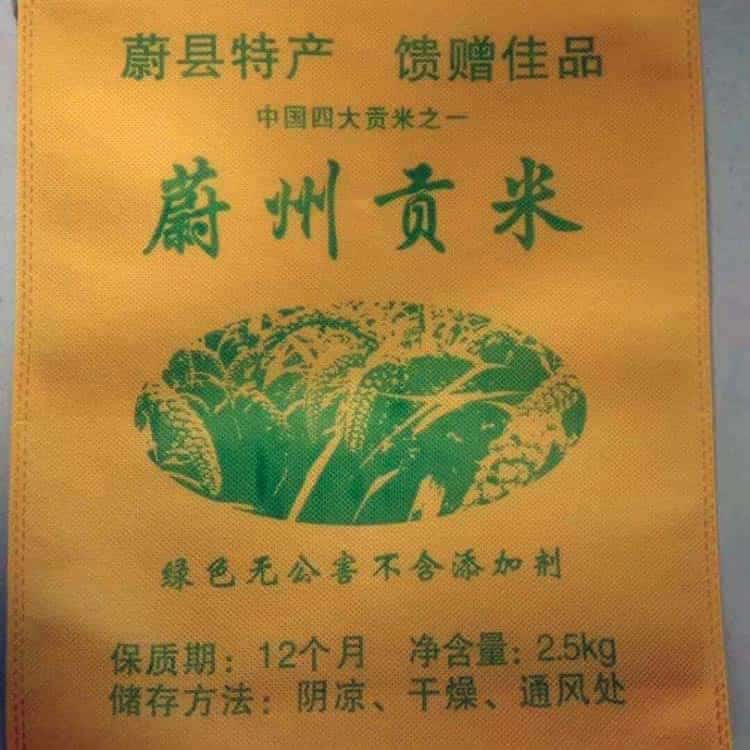 蔚县特产 馈赠佳品
中国四大贡米之一
蔚州贡米
绿色无公害不含添加剂
保质期：12个月 净含量：2.5kg
储存方法：阴凉、干燥、通风处